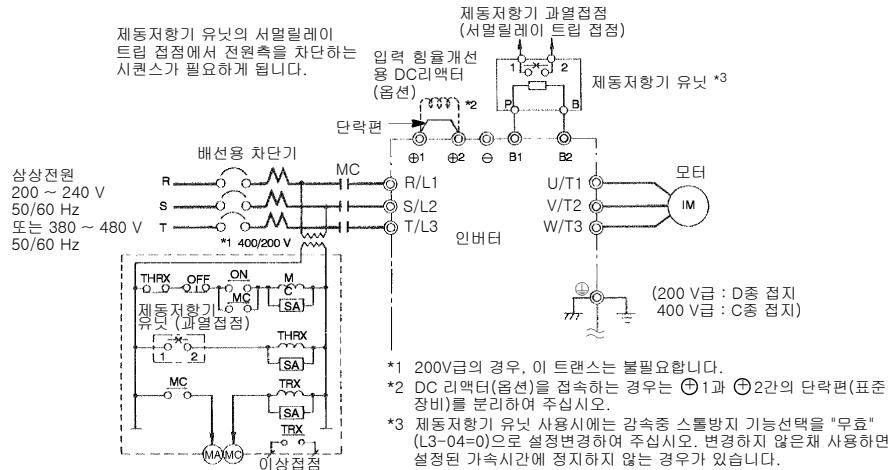 제동저항기 유닛의 서멀릴레이
트립 접점에서 전원측을 차단하는
시퀀스가 필요하게 됩니다.
제동저항기 과열접점
(서멀릴레이 트립 접점)
입력 힘율개선
용 DC리액터
(옵션)
*2
1 2
제동저항기 유닛 *3
P B
단락편
⊕1 ⊕2 ⊖ B1 B2
배선용 차단기
MC
삼상전원
200 ~ 240 V
50/60 Hz
또는 380 ~ 480 V
50/60 Hz
R
S
T
R/L1
S/L2
T/L3
인버터
U/T1
V/T2
W/T3
모터
IM
*1 400/200 V
THRX OFF ON MC
MC SA
제동저항기
유닛 (과열접점)
1 2
THRX
SA
MC
TRX
SA
TRX
MA MC
이상접점
(200 V급 : D종 접지
400 V급 : C종 접지)
*1 200V급의 경우, 이 트랜스는 불필요합니다.
*2 DC 리액터(옵션)을 접속하는 경우는 ⊕1과 ⊕2간의 단락편(표준
장비)를 분리하여 주십시오.
*3 제동저항기 유닛 사용시에는 감속중 스톨방지 기능선택을 "무효"
(L3-04=0)으로 설정변경하여 주십시오. 변경하지 않은채 사용하면
설정된 가속시간에 정지하지 않는 경우가 있습니다.